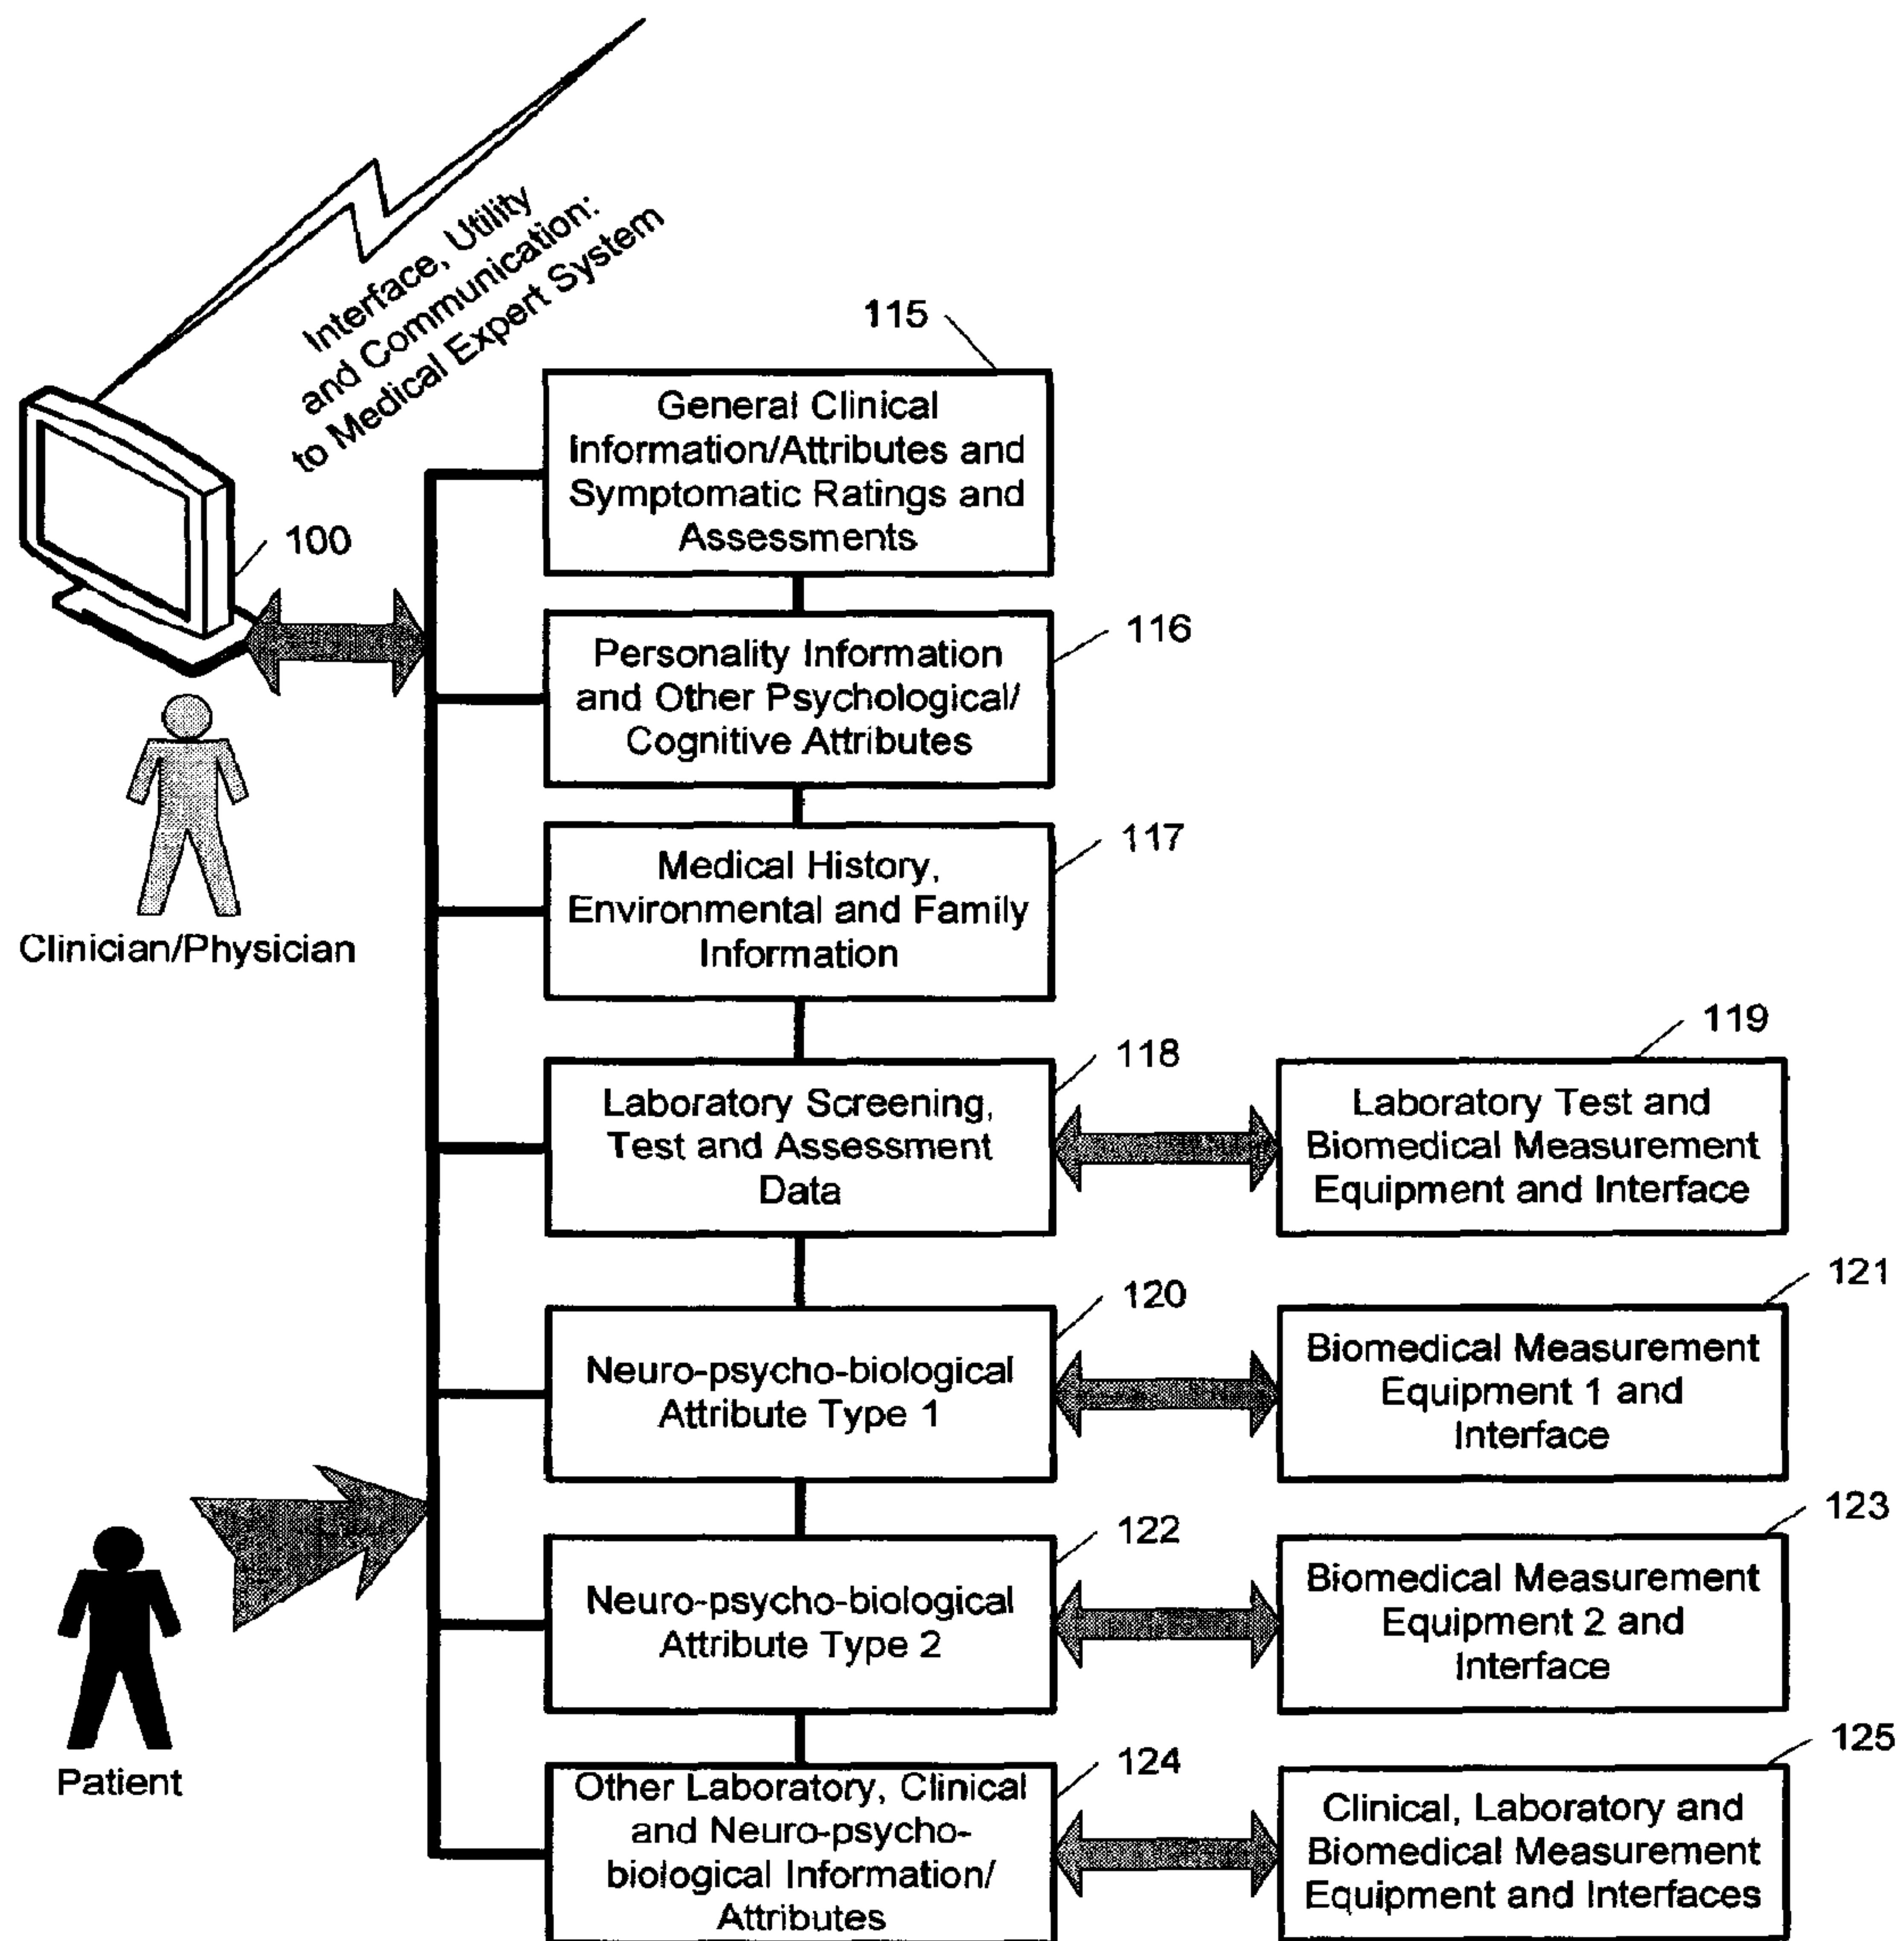 Interface, Utility
and Communication:
to Medical Expert System
115
General Clinical
Information/Attributes and
Symptomatic Ratings and
Assessments
100
116
Personality Information
and Other Psychological/
Cognitive Attributes
117
Medical History,
Environmental and Family
Information
Clinician/Physician
118
Laboratory Screening,
Test and Assessment
Data
119
Laboratory Test and
Biomedical Measurement
Equipment and Interface
120
Neuro-psycho-biological
Attribute Type 1
121
Biomedical Measurement
Equipment 1 and
Interface
122
Neuro-psycho-biological
Attribute Type 2
123
Biomedical Measurement
Equipment 2 and
Interface
Patient
124
Other Laboratory, Clinical
and Neuro-psycho-
biological Information/
Attributes
125
Clinical, Laboratory and
Biomedical Measurement
Equipment and Interfaces